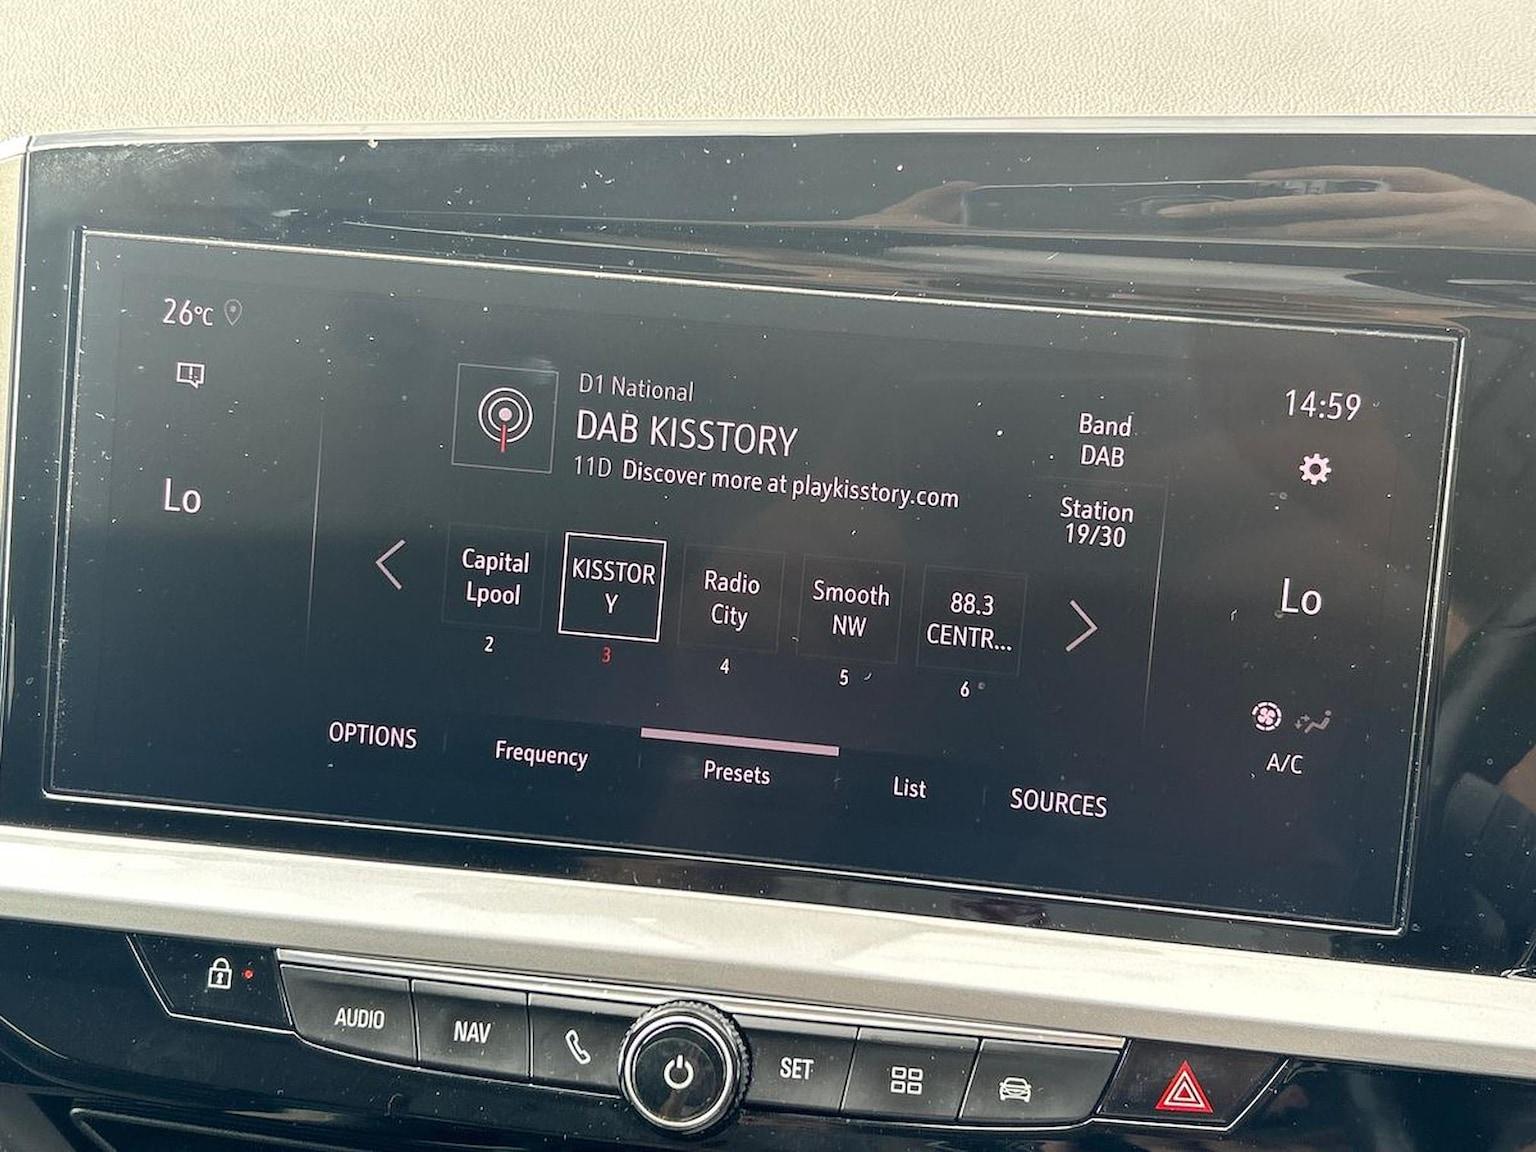 26°C
14:59
D1 National
DAB KISSTORY
11D Discover more at playkisstory.com
Band
DAB
Station
19/30
Lo
Lo
Capital
Lpool
2
KISSTOR
Y
3
Radio
City
4
Smooth
NW
5
88.3
CENTR...
6
A/C
OPTIONS
Frequency
Presets
List
SOURCES
AUDIO
NAV
SET